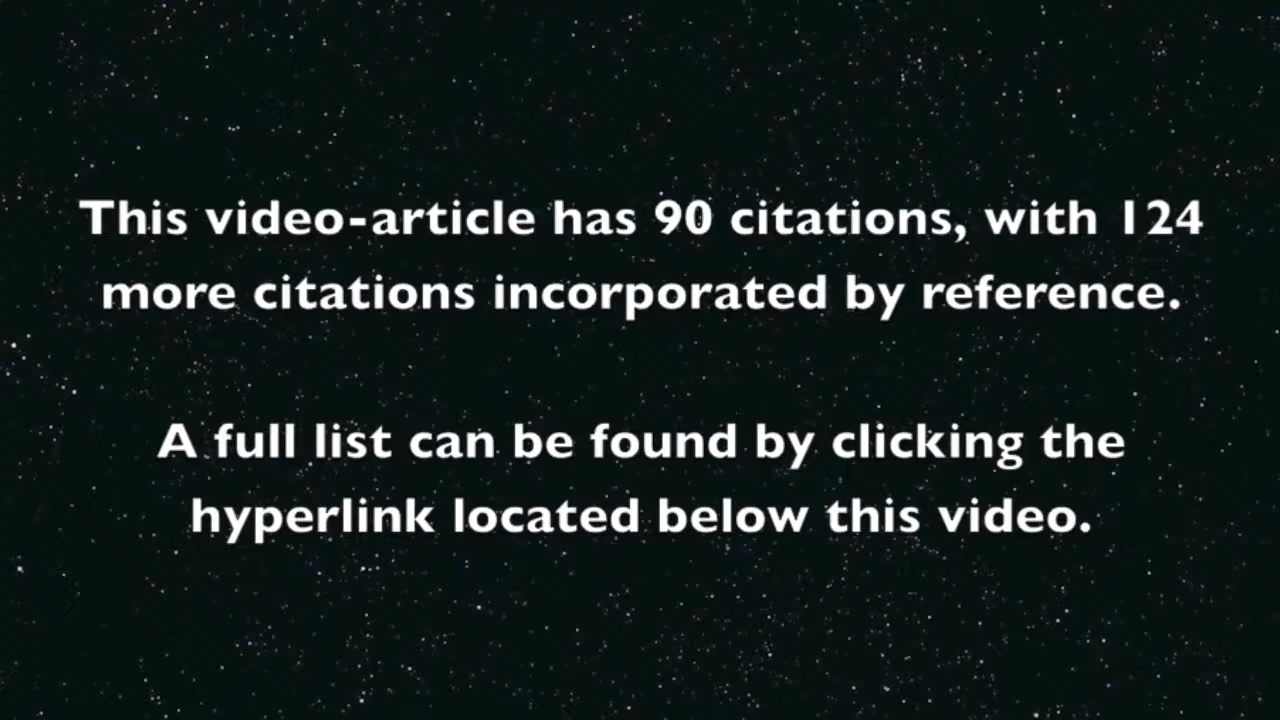 This video-article has 90 citations, with 124
more citations incorporated by reference.
A full list can be found by clicking the
hyperlink located below this video.